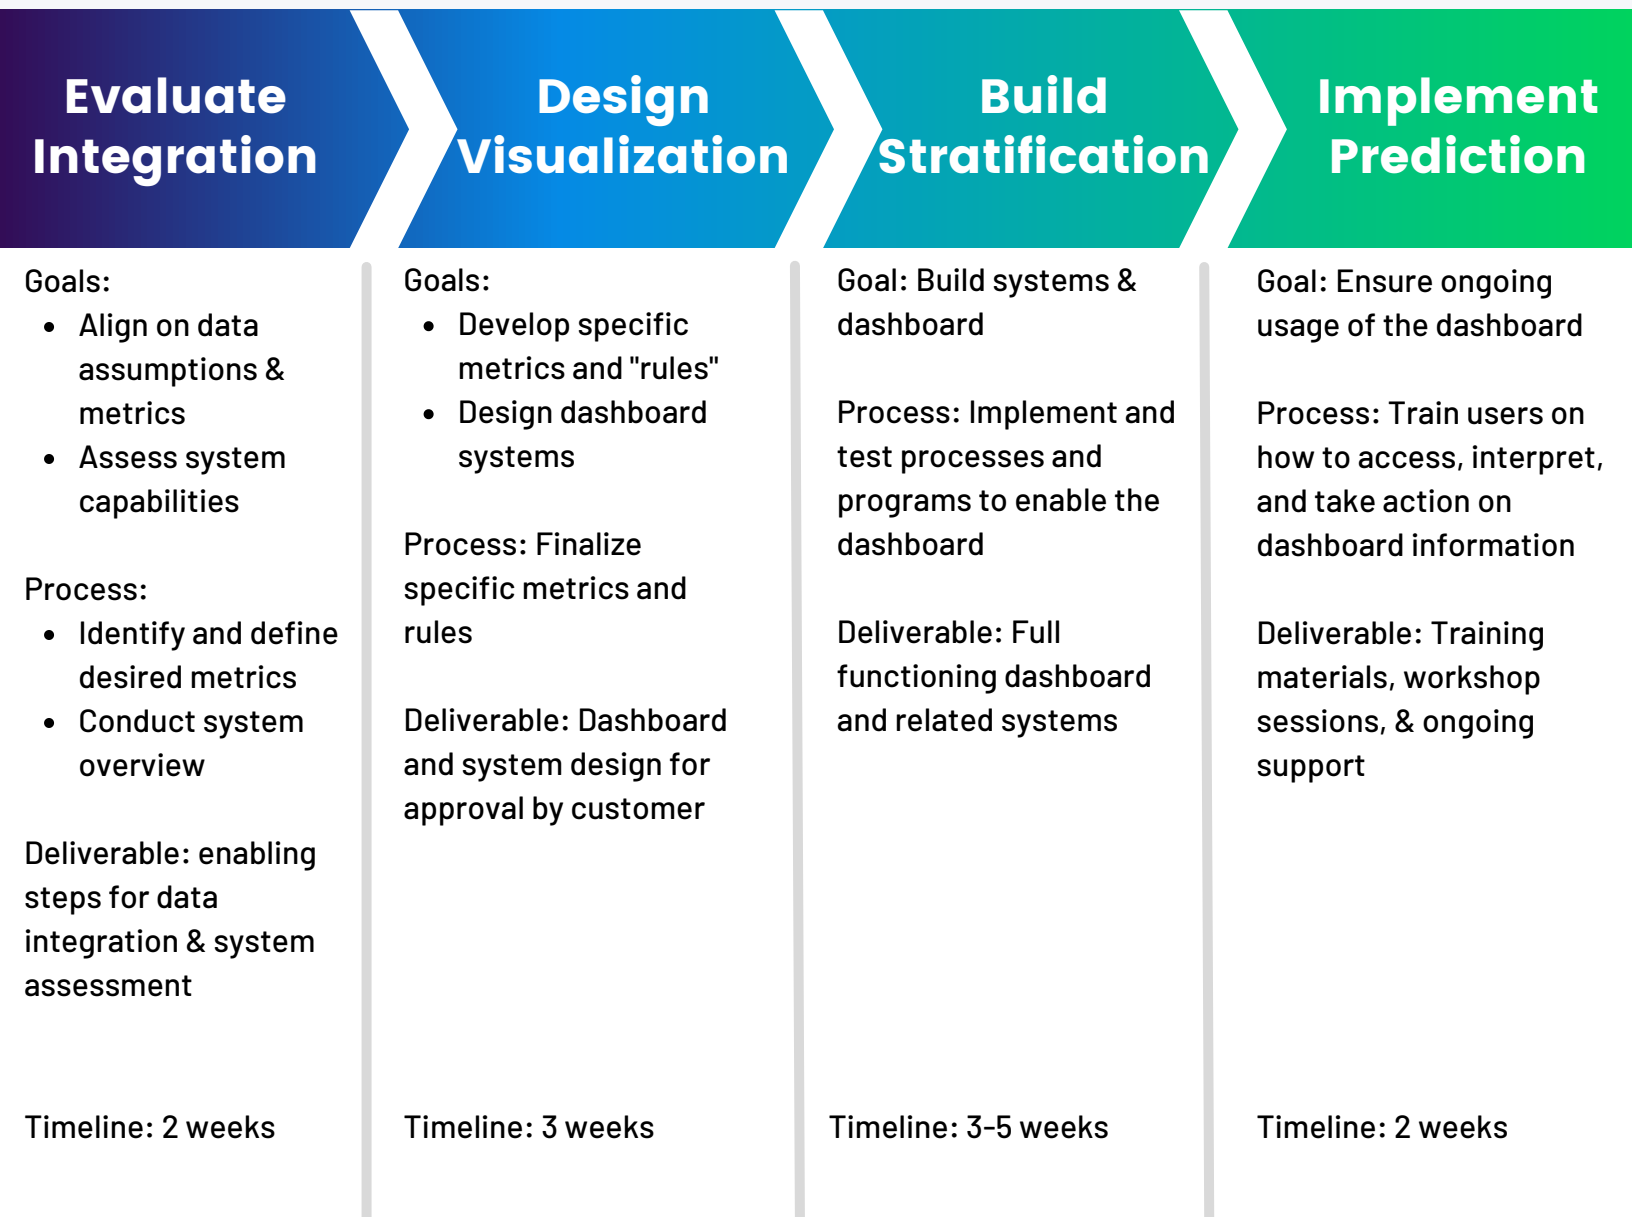 Evaluate
Integration
Design
Visualization
Build
Stratification
Implement
Prediction
Goals:
• Align on data
assumptions &
metrics
• Assess system
capabilities
Process:
• Identify and define
desired metrics
• Conduct system
overview
Deliverable: enabling
steps for data
integration & system
assessment
Timeline: 2 weeks
Goals:
• Develop specific
metrics and "rules"
• Design dashboard
systems
Process: Finalize
specific metrics and
rules
Deliverable: Dashboard
and system design for
approval by customer
Timeline: 3 weeks
Goal: Build systems &
dashboard
Process: Implement and
test processes and
programs to enable the
dashboard
Deliverable: Full
functioning dashboard
and related systems
Timeline: 3-5 weeks
Goal: Ensure ongoing
usage of the dashboard
Process: Train users on
how to access, interpret,
and take action on
dashboard information
Deliverable: Training
materials, workshop
sessions, & ongoing
support
Timeline: 2 weeks